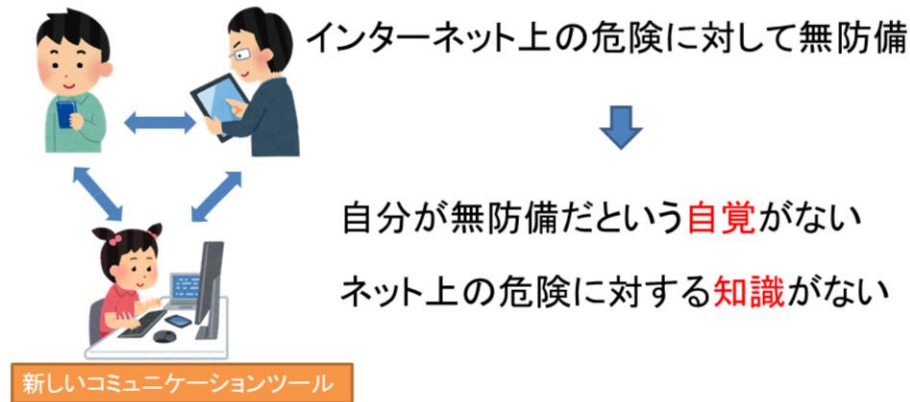 インターネット上の危険に対して無防備
自分が無防備だという自覚がない
ネット上の危険に対する知識がない
新しいコミュニケーションツール